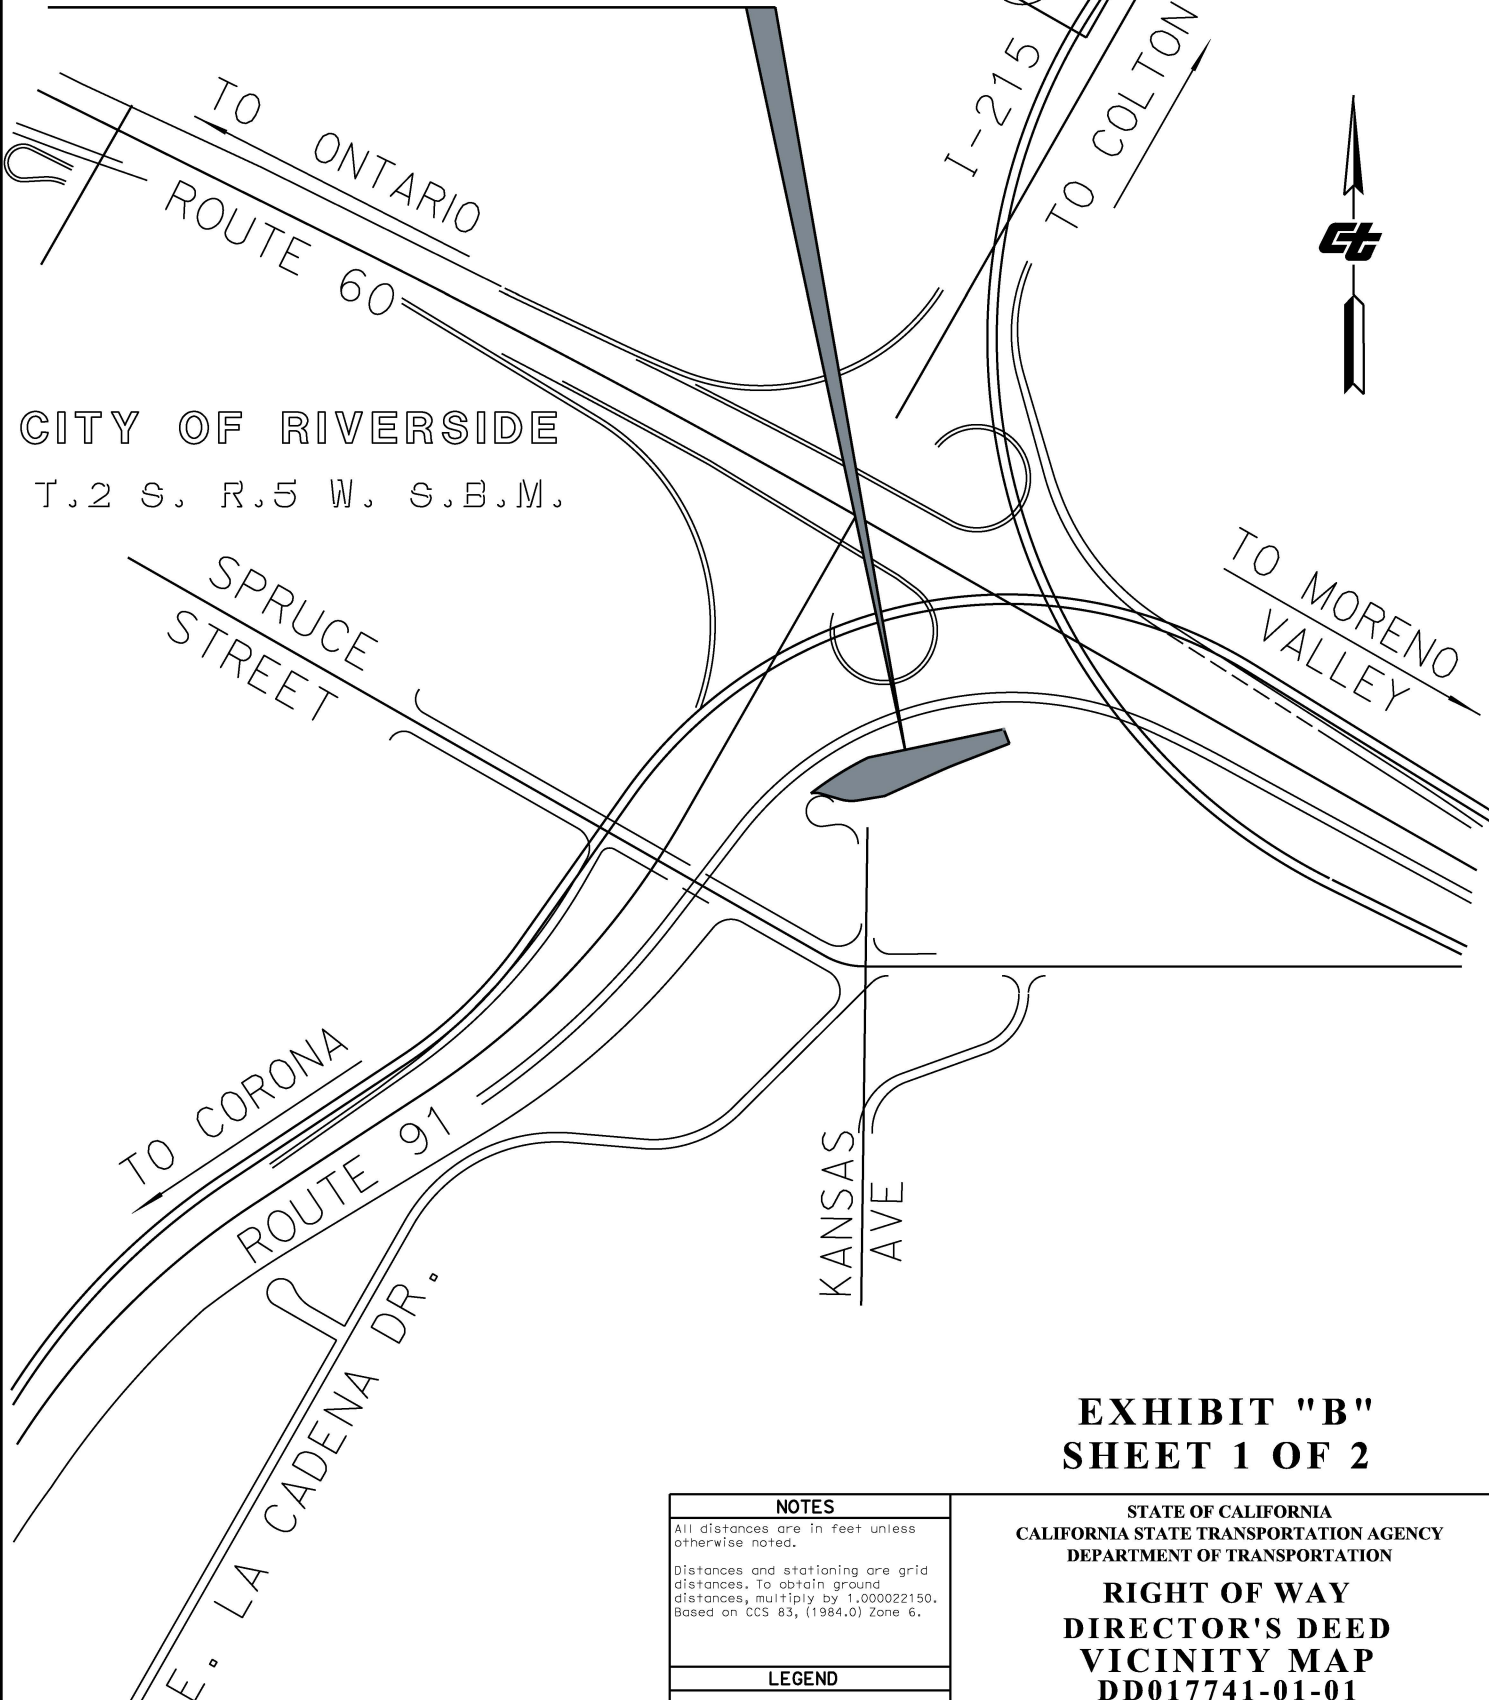 TO ONTARIO
ROUTE 60
I-215
TO COLTON
Ct
CITY OF RIVERSIDE
T.2 S. R.5 W. S.B.M.
SPRUCE
STREET
TO MORENO
VALLEY
TO CORONA
ROUTE 91
KANSAS
AVE
E. LA CADENA DR.
EXHIBIT "B"
SHEET 1 OF 2
NOTES
All distances are in feet unless
otherwise noted.
Distances and stationing are grid
distances. To obtain ground
distances, multiply by 1.000022150.
Based on CCS 83, (1984.0) Zone 6.
LEGEND
STATE OF CALIFORNIA
CALIFORNIA STATE TRANSPORTATION AGENCY
DEPARTMENT OF TRANSPORTATION
RIGHT OF WAY
DIRECTOR'S DEED
VICINITY MAP
DD017741-01-01